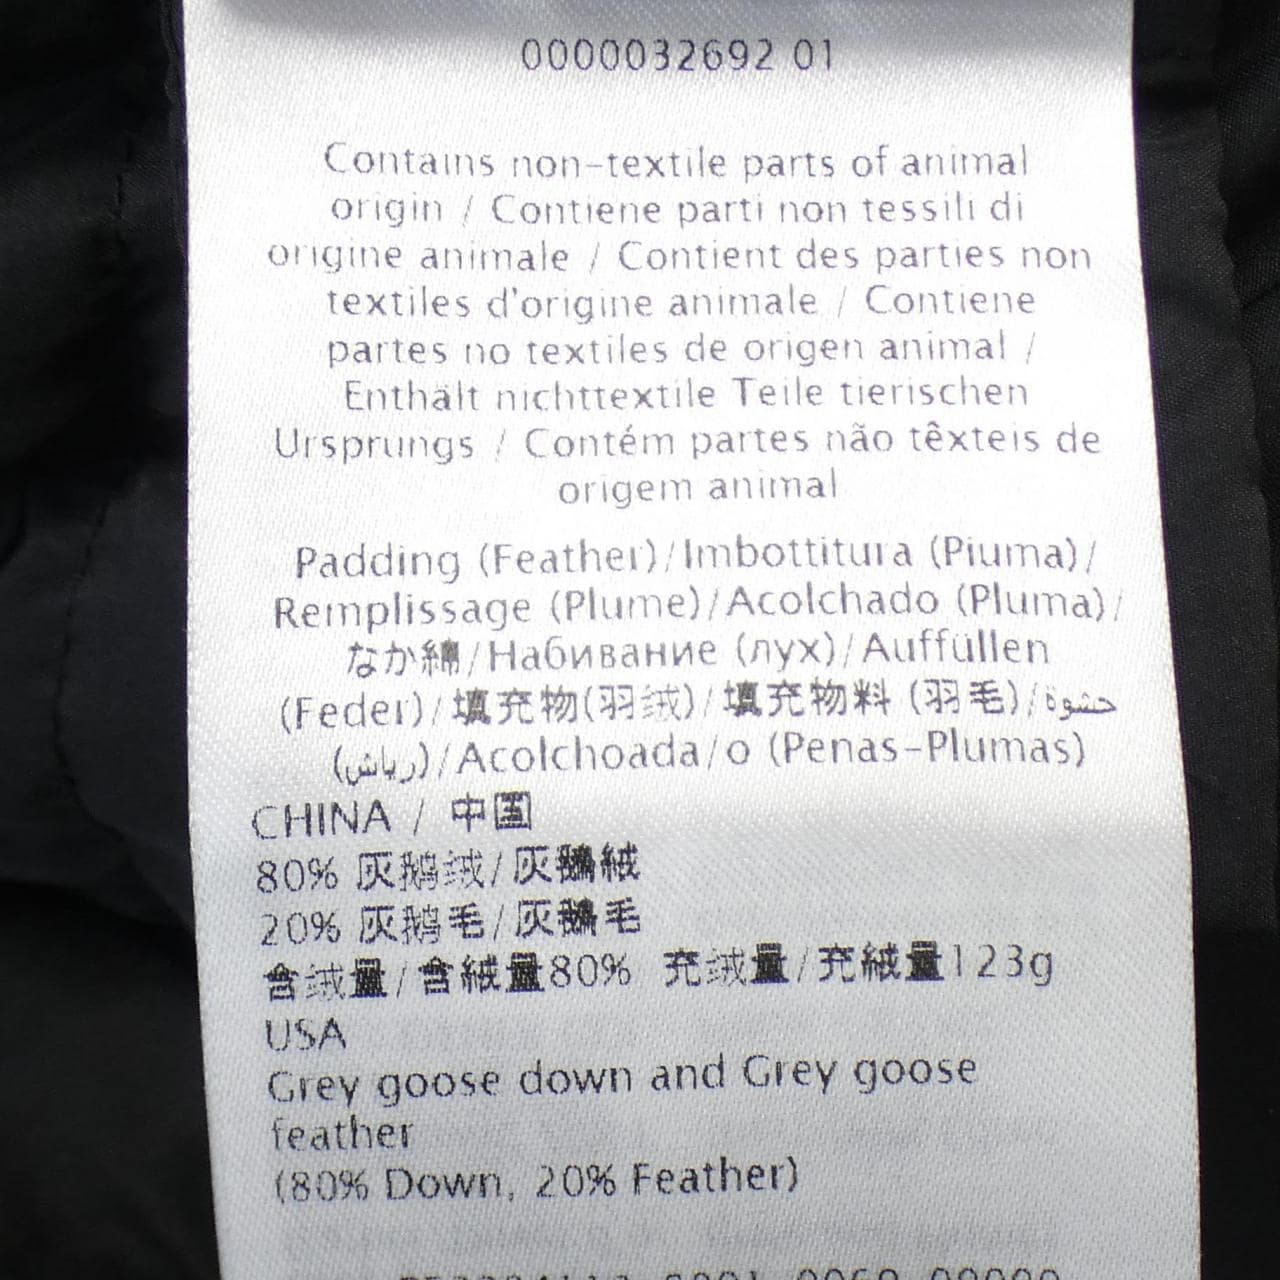 0000032692 01
Contains non-textile parts of animal
origin / Contiene parti non tessili di
origine animale / Contient des parties non
textiles d'origine animale / Contiene
partes no textiles de origen animal /
Enthält nichttextile Teile tierischen
Ursprungs / Contém partes não têxteis de
origem animal
Padding (Feather)/Imbottitura (Piuma)/
Remplissage (Plume)/Acolchado (Pluma)/
なか綿/Набивание (лух)/Auffüllen
(Feder)/填充物(羽绒)/填充物料 (羽毛)/حشوة
(رياش)/Acolchoada/o (Penas-Plumas)
CHINA / 中国
80% 灰鹅绒/灰鵝絨
20% 灰鹅毛/灰鵝毛
含绒量/含絨量80% 充绒量/充絨量123g
USA
Grey goose down and Grey goose
feather
(80% Down, 20% Feather)